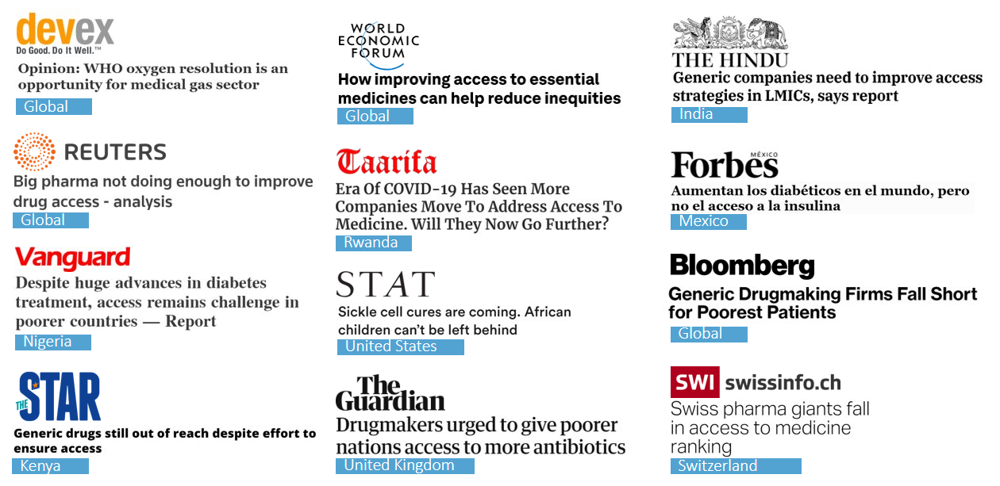 devex
Do Good. Do It Well.™
Opinion: WHO oxygen resolution is an
opportunity for medical gas sector
Global
REUTERS
Big pharma not doing enough to improve
drug access - analysis
Global
Vanguard
Despite huge advances in diabetes
treatment, access remains challenge in
poorer countries — Report
Nigeria
THE STAR
Generic drugs still out of reach despite effort to
ensure access
Kenya
WORLD
ECONOMIC
FORUM
How improving access to essential
medicines can help reduce inequities
Global
Taarifa
Era Of COVID-19 Has Seen More
Companies Move To Address Access To
Medicine. Will They Now Go Further?
Rwanda
STAT
Sickle cell cures are coming. African
children can't be left behind
United States
The
Guardian
Drugmakers urged to give poorer
nations access to more antibiotics
United Kingdom
THE HINDU
Generic companies need to improve access
strategies in LMICs, says report
India
MÉXICO
Forbes
Aumentan los diabéticos en el mundo, pero
no el acceso a la insulina
Mexico
Bloomberg
Generic Drugmaking Firms Fall Short
for Poorest Patients
Global
SWI swissinfo.ch
Swiss pharma giants fall
in access to medicine
ranking
Switzerland